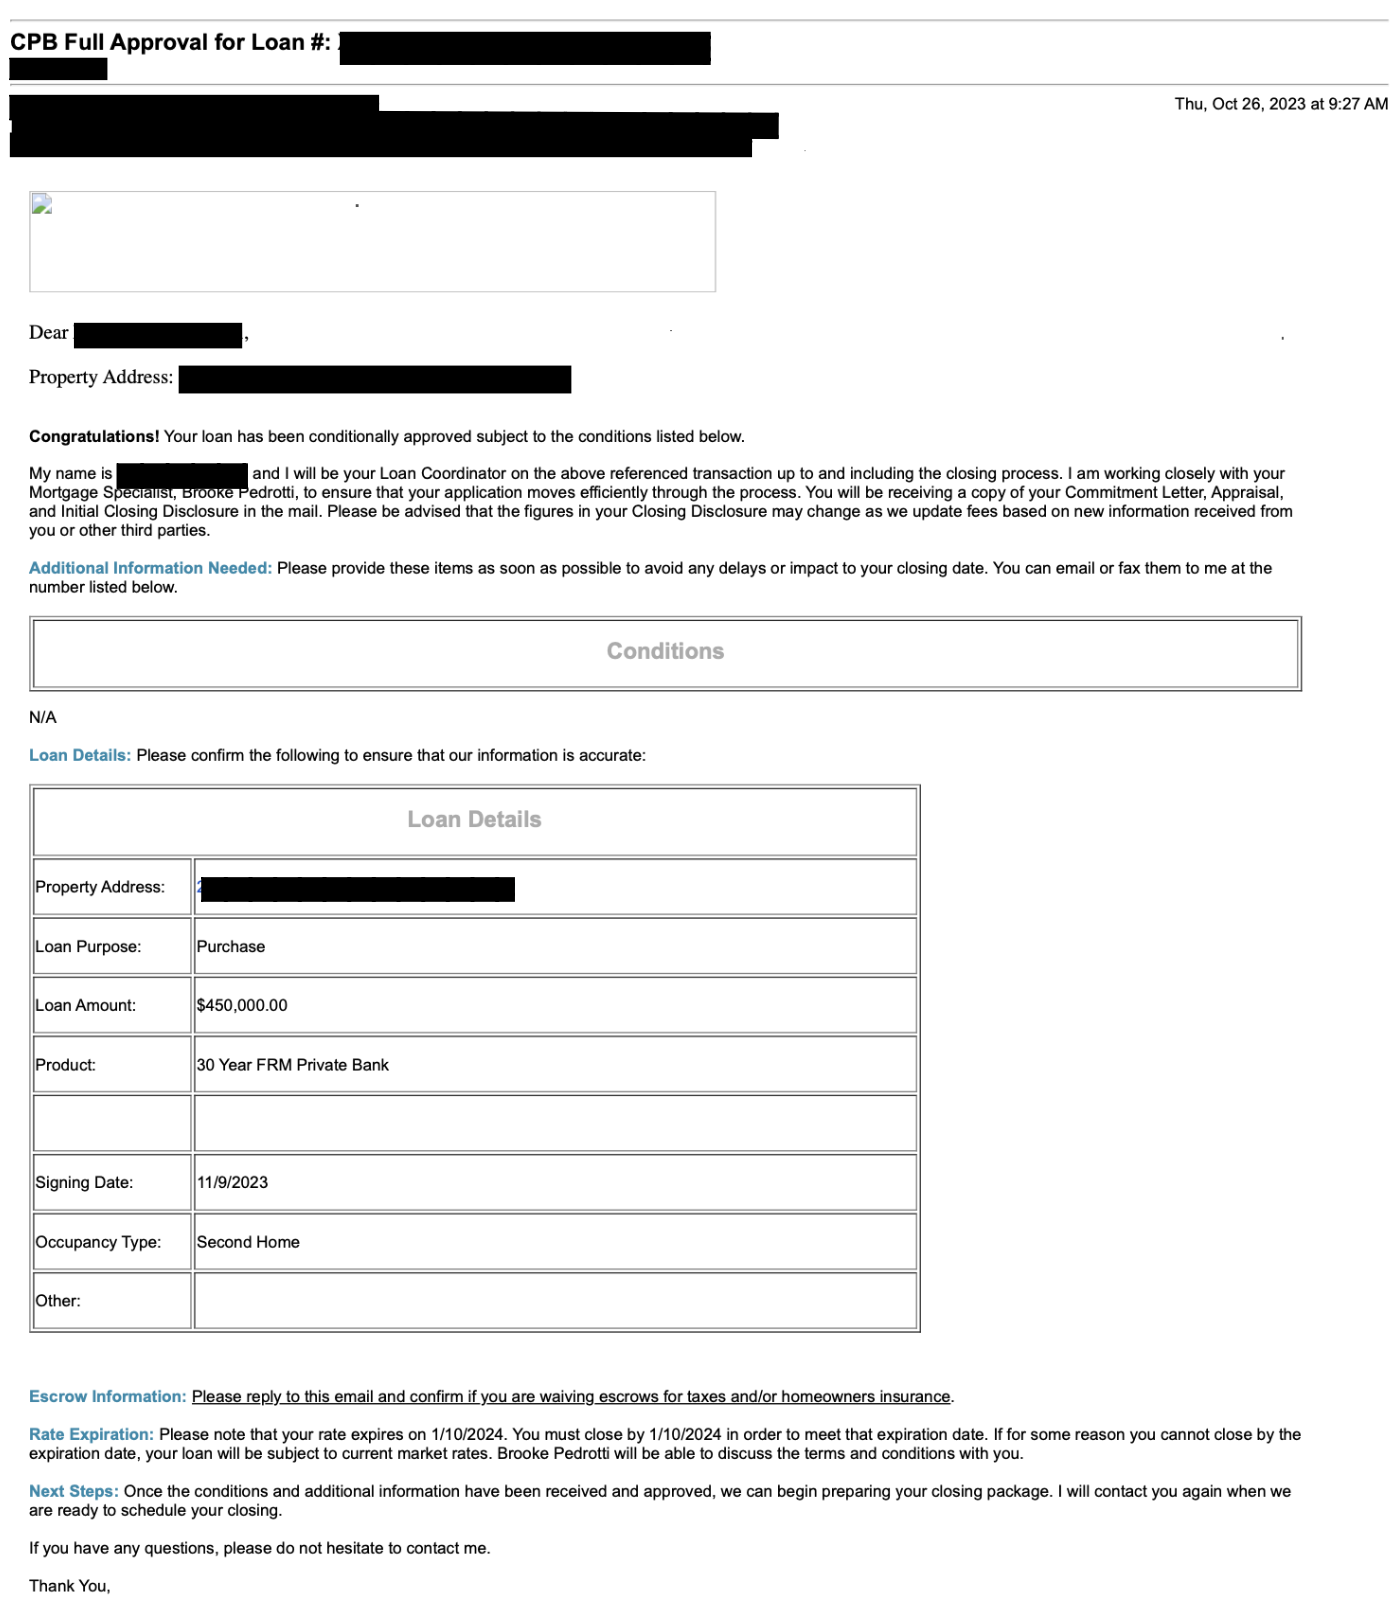 CPB Full Approval for Loan #:
Thu, Oct 26, 2023 at 9:27 AM
Dear ,
Property Address:
Congratulations! Your loan has been conditionally approved subject to the conditions listed below.
My name is and I will be your Loan Coordinator on the above referenced transaction up to and including the closing process. I am working closely with your
Mortgage Specialist, Brooke Pedrotti, to ensure that your application moves efficiently through the process. You will be receiving a copy of your Commitment Letter, Appraisal,
and Initial Closing Disclosure in the mail. Please be advised that the figures in your Closing Disclosure may change as we update fees based on new information received from
you or other third parties.
Additional Information Needed: Please provide these items as soon as possible to avoid any delays or impact to your closing date. You can email or fax them to me at the
number listed below.
Conditions
N/A
Loan Details: Please confirm the following to ensure that our information is accurate:
Loan Details
Property Address:
Loan Purpose: Purchase
Loan Amount: $450,000.00
Product: 30 Year FRM Private Bank
Signing Date: 11/9/2023
Occupancy Type: Second Home
Other:
Escrow Information: Please reply to this email and confirm if you are waiving escrows for taxes and/or homeowners insurance.
Rate Expiration: Please note that your rate expires on 1/10/2024. You must close by 1/10/2024 in order to meet that expiration date. If for some reason you cannot close by the
expiration date, your loan will be subject to current market rates. Brooke Pedrotti will be able to discuss the terms and conditions with you.
Next Steps: Once the conditions and additional information have been received and approved, we can begin preparing your closing package. I will contact you again when we
are ready to schedule your closing.
If you have any questions, please do not hesitate to contact me.
Thank You,